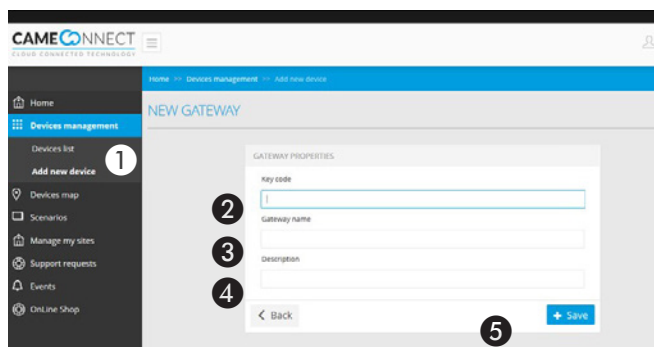 CAMECONNECT
CLOUD CONNECTED TECHNOLOGY
Home >> Devices management >> Add new device
Home
Devices management
Devices list
Add new device
Devices map
Scenarios
Manage my sites
Support requests
Events
OnLine Shop
1
NEW GATEWAY
GATEWAY PROPERTIES
Key code
2
Gateway name
3
Description
4
< Back
5
+ Save